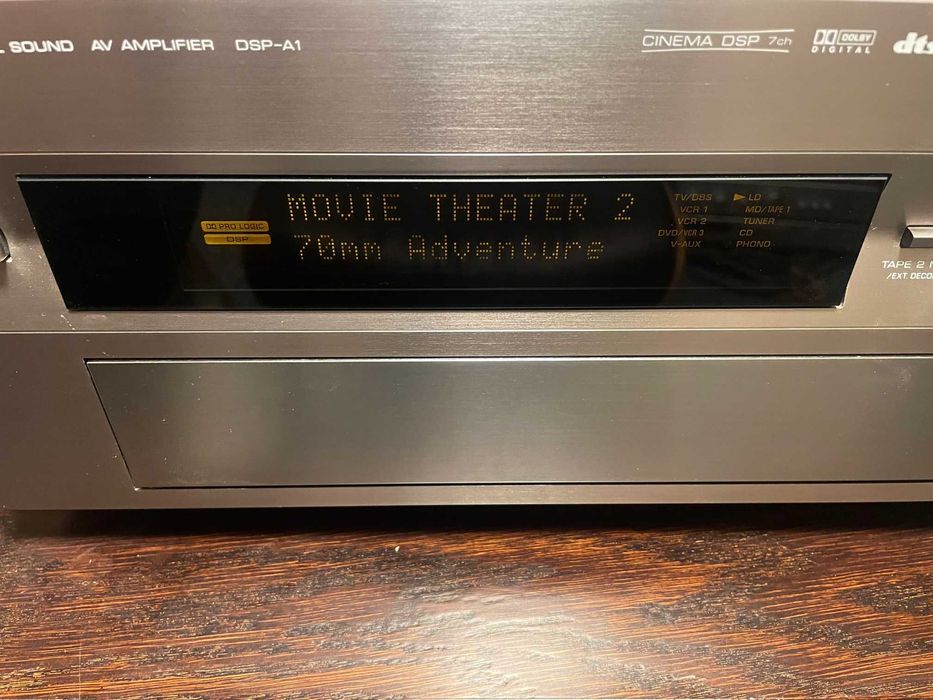 L SOUND AV AMPLIFIER DSP-A1
CINEMA DSP 7ch
DOLBY
DIGITAL
dts
MOVIE THEATER 2
70mm Adventure
PRO LOGIC
DSP
TV/DBS
VCR 1
VCR 2
DVD/VCR 3
V-AUX
LD
MD/TAPE 1
TUNER
CD
PHONO
TAPE 2 M
/EXT. DECO